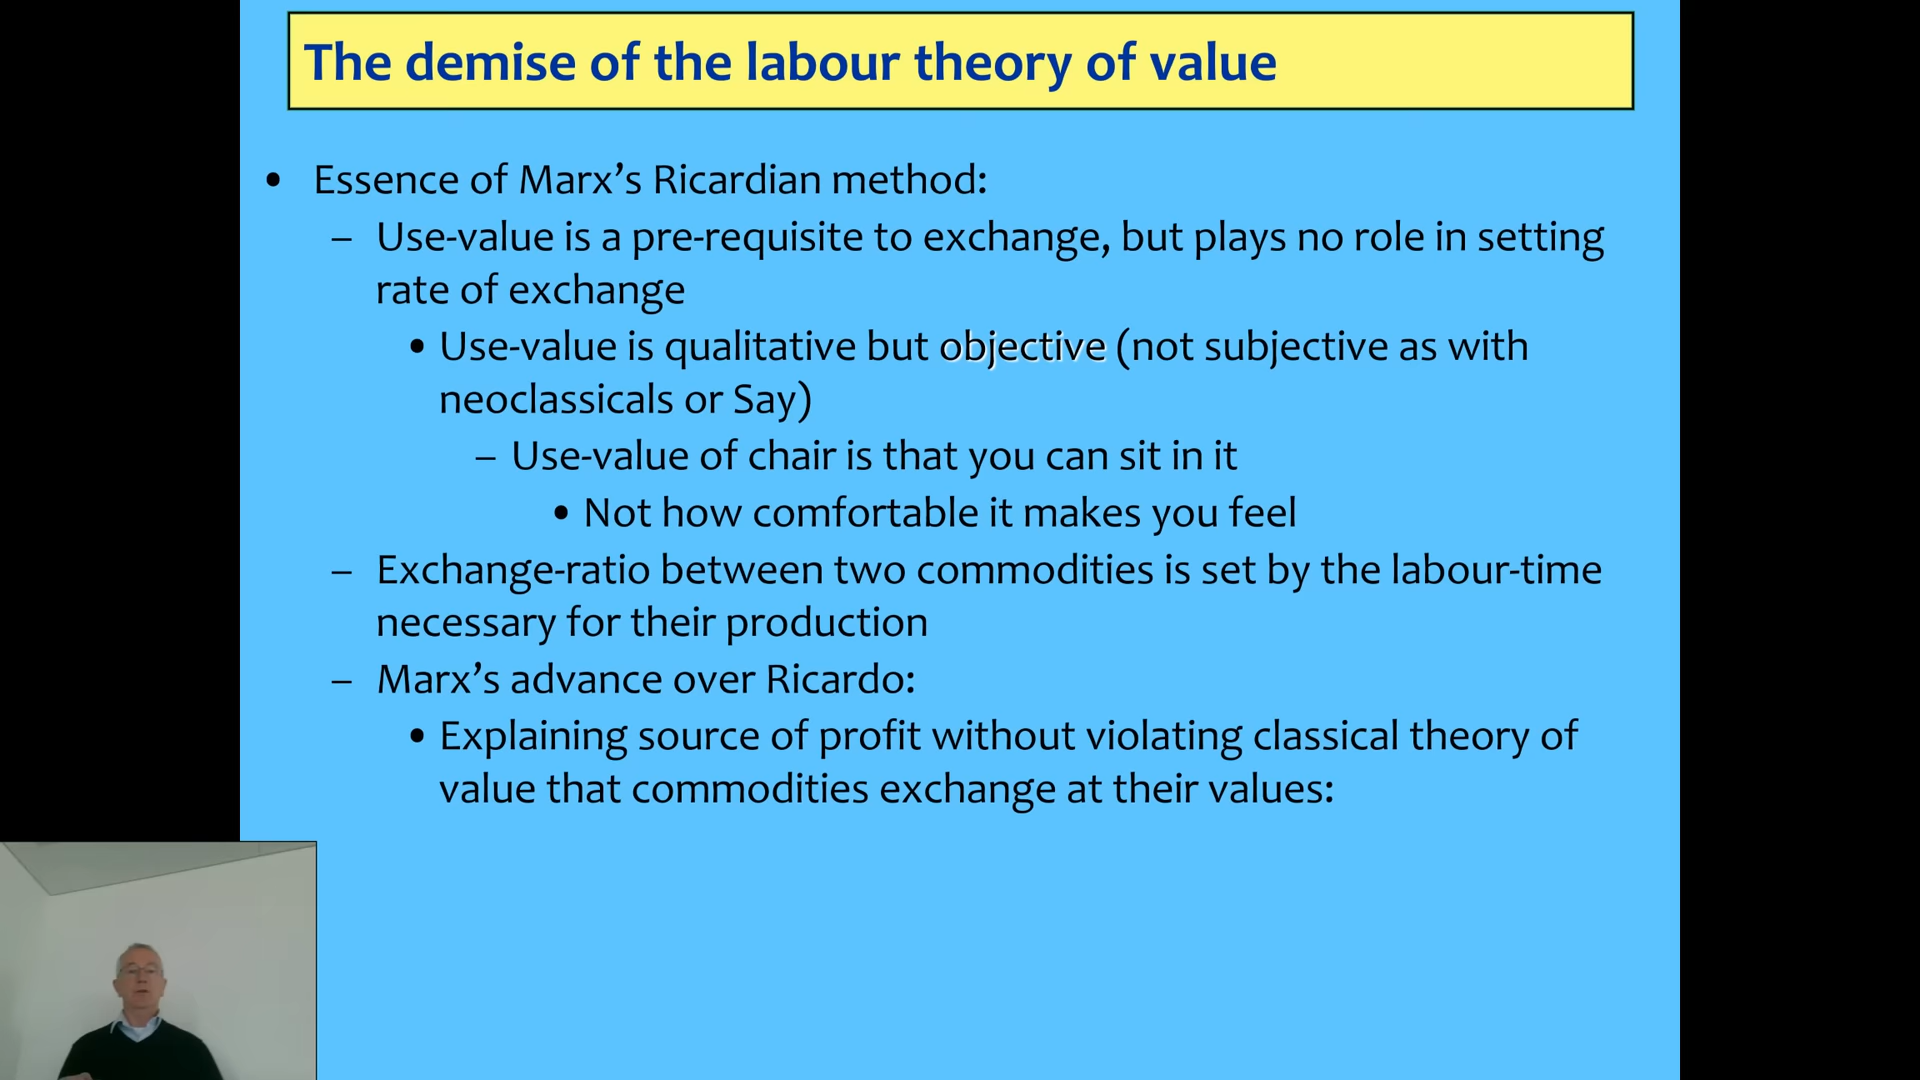 The demise of the labour theory of value
• Essence of Marx’s Ricardian method:
– Use-value is a pre-requisite to exchange, but plays no role in setting
rate of exchange
• Use-value is qualitative but objective (not subjective as with
neoclassicals or Say)
– Use-value of chair is that you can sit in it
• Not how comfortable it makes you feel
– Exchange-ratio between two commodities is set by the labour-time
necessary for their production
– Marx’s advance over Ricardo:
• Explaining source of profit without violating classical theory of
value that commodities exchange at their values: